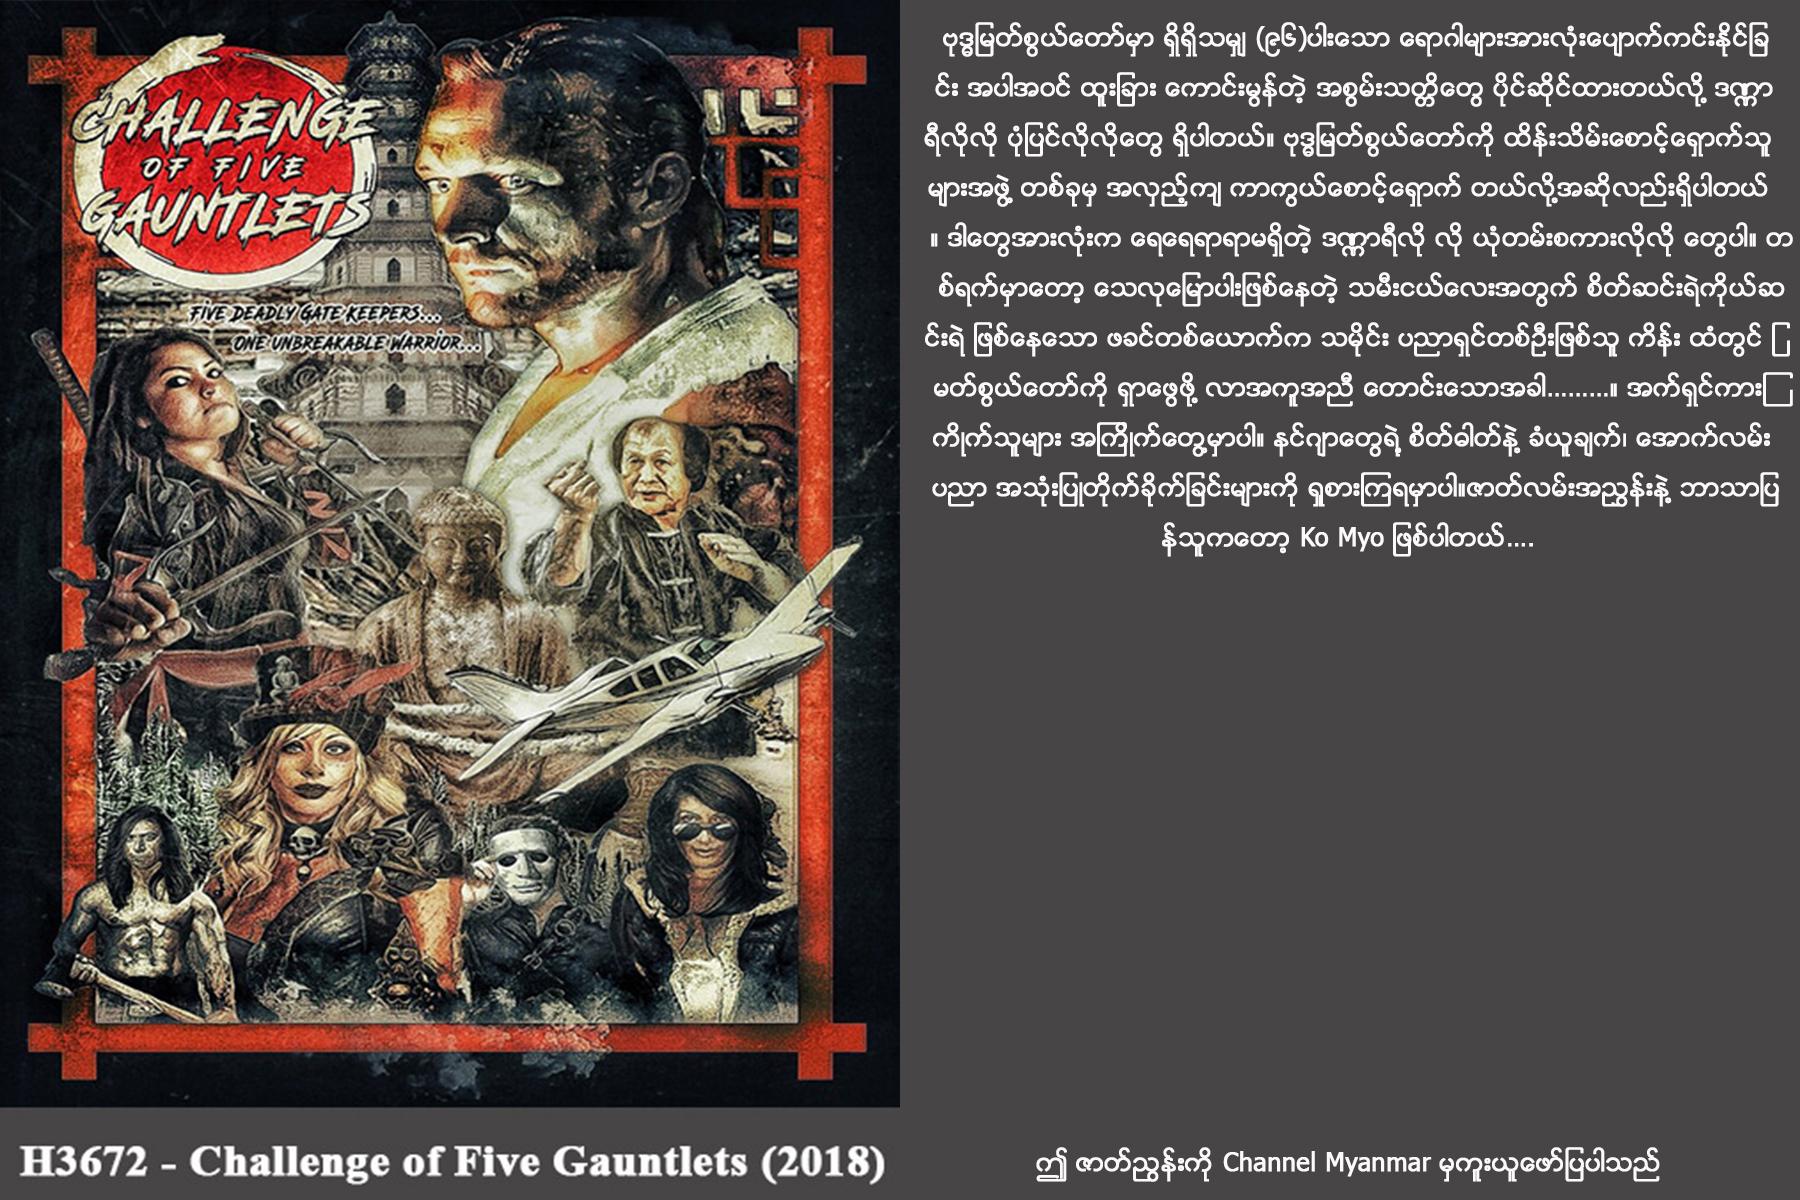 CHALLENGE
OF FIVE
GAUNTLETS
FIVE DEADLY GATE KEEPERS...
ONE UNBREAKABLE WARRIOR...
H3672 - Challenge of Five Gauntlets (2018)
ဗုဒ္ဓမြတ်စွယ်တော်မှာ ရှိရှိသမျှ (၉၆)ပါးသော ရောဂါများအားလုံးပျောက်ကင်းနိုင်ခြ
င်း အပါအဝင် ထူးခြား ကောင်းမွန်တဲ့ အစွမ်းသတ္တိတွေ ပိုင်ဆိုင်ထားတယ်လို့ ဒဏ္ဍာ
ရီလိုလို ပုံပြင်လိုလိုတွေ ရှိပါတယ်။ ဗုဒ္ဓမြတ်စွယ်တော်ကို ထိန်းသိမ်းစောင့်ရှောက်သူ
များအဖွဲ့ တစ်ခုမှ အလှည့်ကျ ကာကွယ်စောင့်ရှောက် တယ်လို့အဆိုလည်းရှိပါတယ်
။ ဒါတွေအားလုံးက ရေရေရာရာမရှိတဲ့ ဒဏ္ဍာရီလို လို ယုံတမ်းစကားလိုလို တွေပါ။ တ
စ်ရက်မှာတော့ သေလုမြောပါးဖြစ်နေတဲ့ သမီးငယ်လေးအတွက် စိတ်ဆင်းရဲကိုယ်ဆ
င်းရဲ ဖြစ်နေသော ဖခင်တစ်ယောက်က သမိုင်း ပညာရှင်တစ်ဦးဖြစ်သူ ကိန်း ထံတွင် ြ
မတ်စွယ်တော်ကို ရှာဖွေဖို့ လာအကူအညီ တောင်းသောအခါ.........။ အက်ရှင်ကားြ
ကိုက်သူများ အကြိုက်တွေ့မှာပါ။ နင်ဂျာတွေရဲ့ စိတ်ဓါတ်နဲ့ ခံယူချက်၊ အောက်လမ်း
ပညာ အသုံးပြုတိုက်ခိုက်ခြင်းများကို ရှုစားကြရမှာပါ။ဇာတ်လမ်းအညွှန်းနဲ့ ဘာသာပြ
န်သူကတော့ Ko Myo ဖြစ်ပါတယ်....
ဤ ဇာတ်ညွှန်းကို Channel Myanmar မှကူးယူဖော်ပြပါသည်